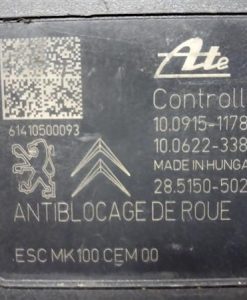 Ate
Controll
61410500093
10.0915-1178
10.0622-338
MADE IN HUNGA
28.5150-502
ANTIBLOCAGE DE ROUE
ESC MK100 CEM 00